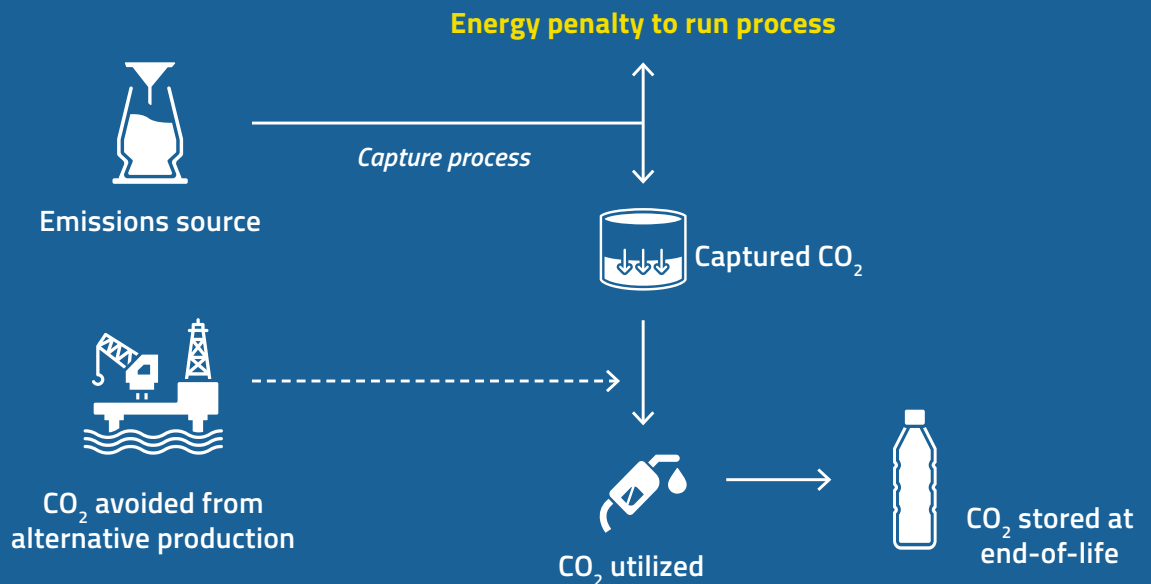 Energy penalty to run process
Capture process
Emissions source
Captured CO₂
CO₂ avoided from
alternative production
CO₂ utilized
CO₂ stored at
end-of-life